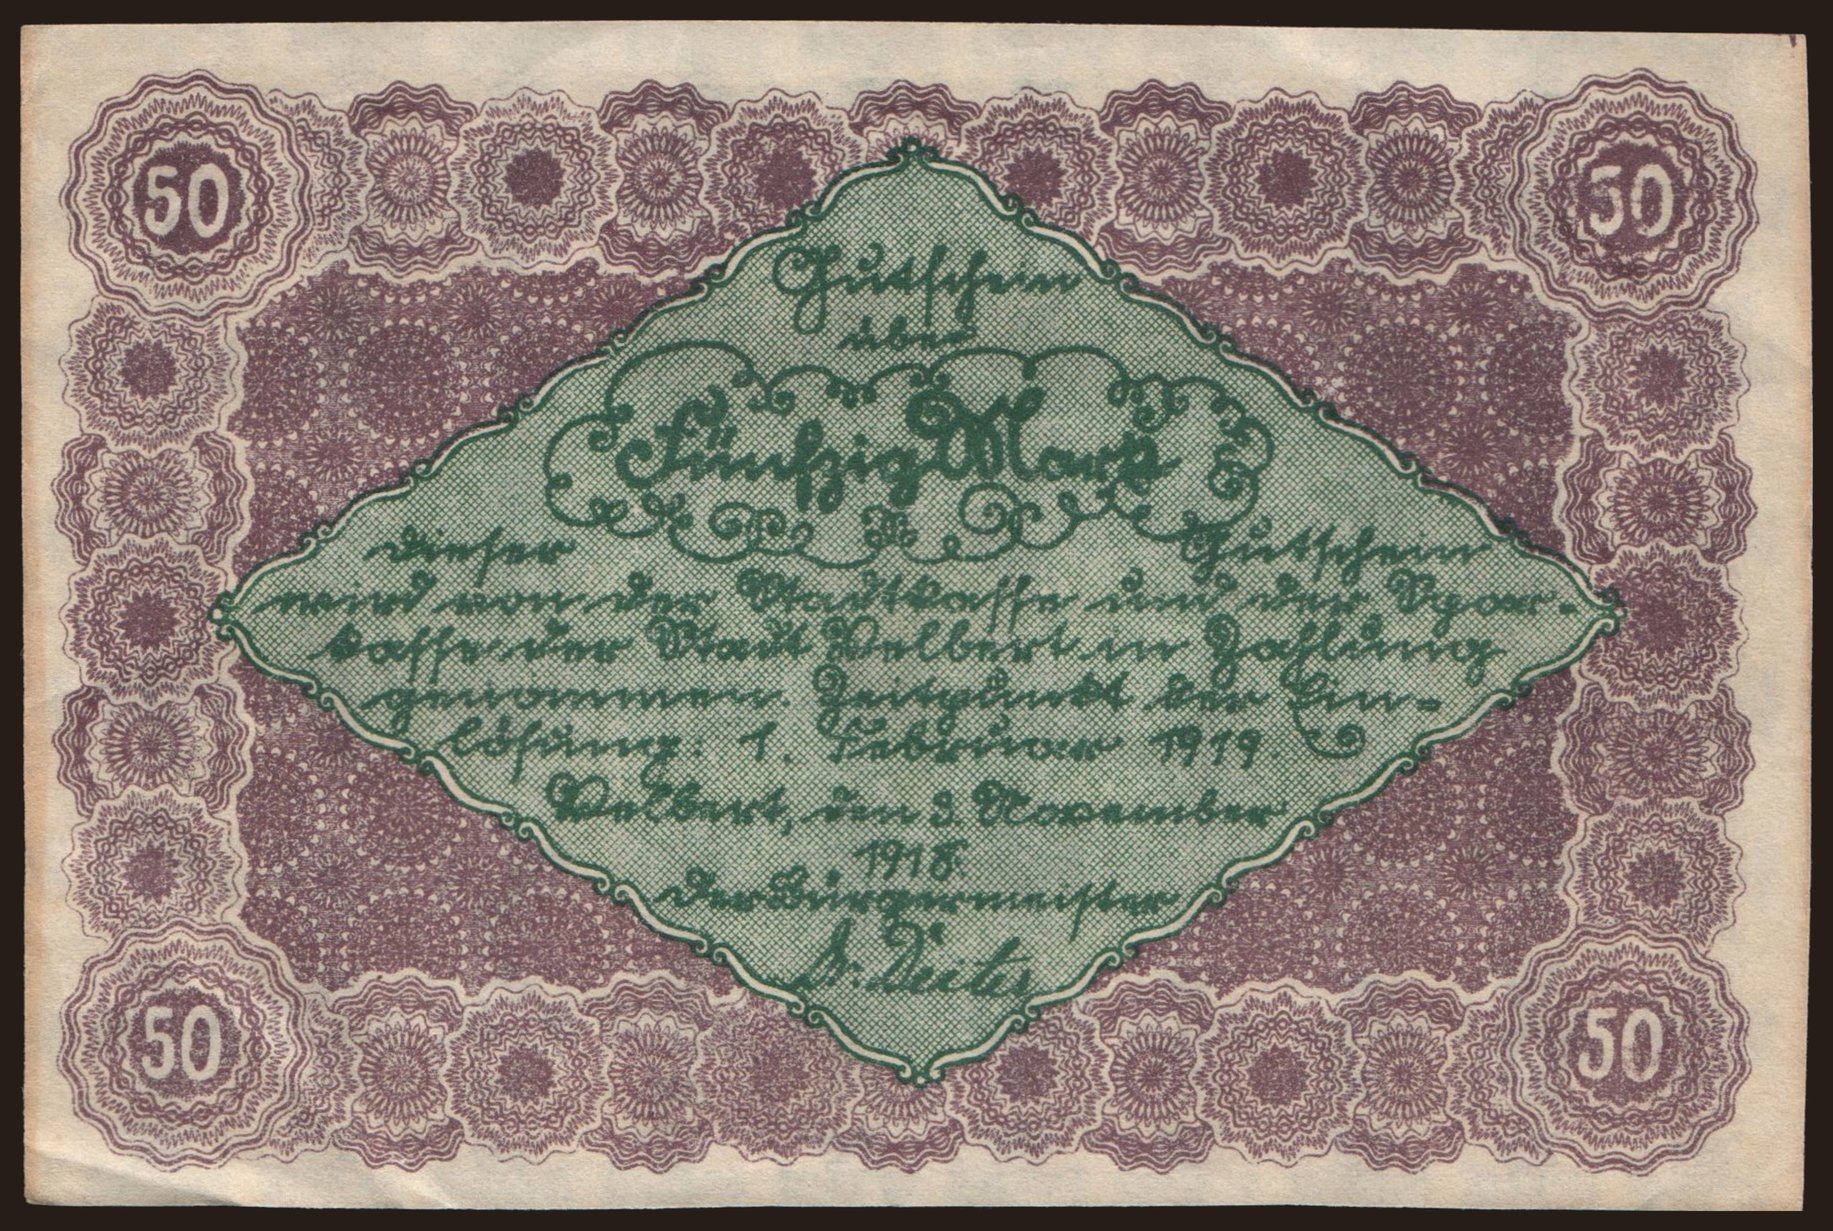 50 50
Gutschein
über
Fünfzig Mark
Dieser Gutschein
wird von der Stadtkasse und der Spar-
kasse der Stadt Velbert in Zahlung
genommen. Zeitpunkt der Ein-
lösung: 1. Februar 1919
Velbert, den 3. November
1918.
Der Bürgermeister
Dr.
50 50